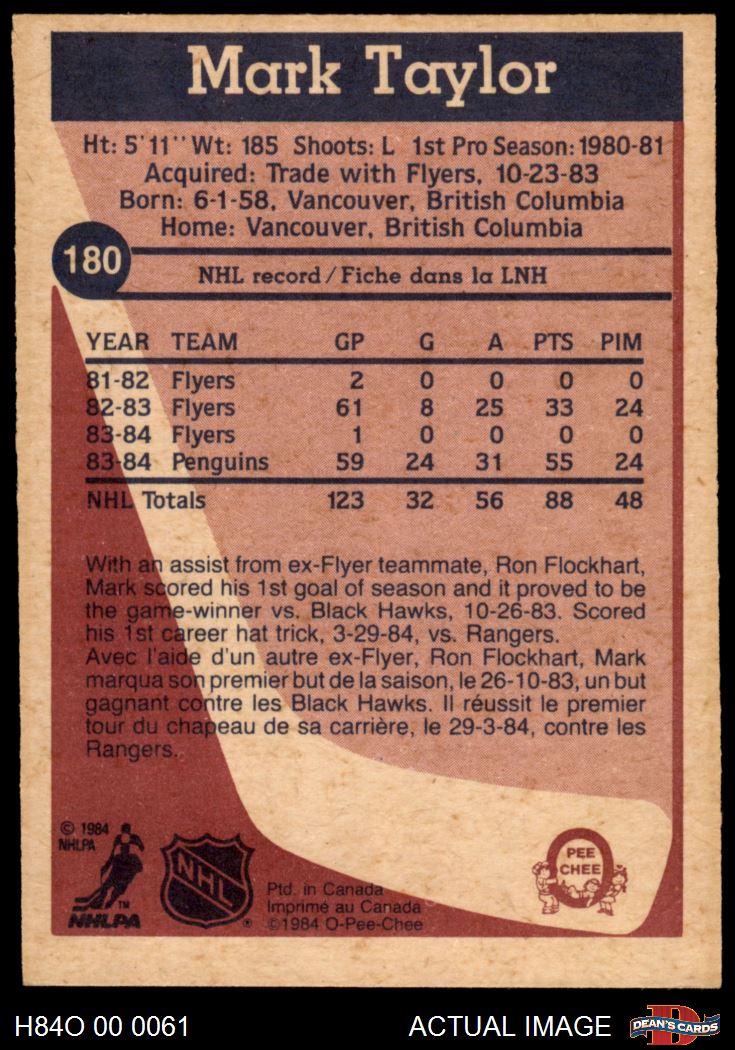 Mark Taylor
Ht: 5'11" Wt: 185 Shoots: L 1st Pro Season: 1980-81
Acquired: Trade with Flyers, 10-23-83
Born: 6-1-58, Vancouver, British Columbia
Home: Vancouver, British Columbia
180
NHL record/Fiche dans la LNH
YEAR TEAM GP G A PTS PIM
81-82 Flyers 2 0 0 0 0
82-83 Flyers 61 8 25 33 24
83-84 Flyers 1 0 0 0 0
83-84 Penguins 59 24 31 55 24
NHL Totals 123 32 56 88 48
With an assist from ex-Flyer teammate, Ron Flockhart,
Mark scored his 1st goal of season and it proved to be
the game-winner vs. Black Hawks, 10-26-83. Scored
his 1st career hat trick, 3-29-84, vs. Rangers.
Avec l'aide d'un autre ex-Flyer, Ron Flockhart, Mark
marqua son premier but de la saison, le 26-10-83, un but
gagnant contre les Black Hawks. Il réussit le premier
tour du chapeau de sa carrière, le 29-3-84, contre les
Rangers.
© 1984
NHLPA
TM
NHLPA
NHL
®
Ptd. in Canada
Imprimé au Canada
©1984 O-Pee-Chee
O
PEE
CHEE
H84O 00 0061
ACTUAL IMAGE
D
DEAN'S CARDS